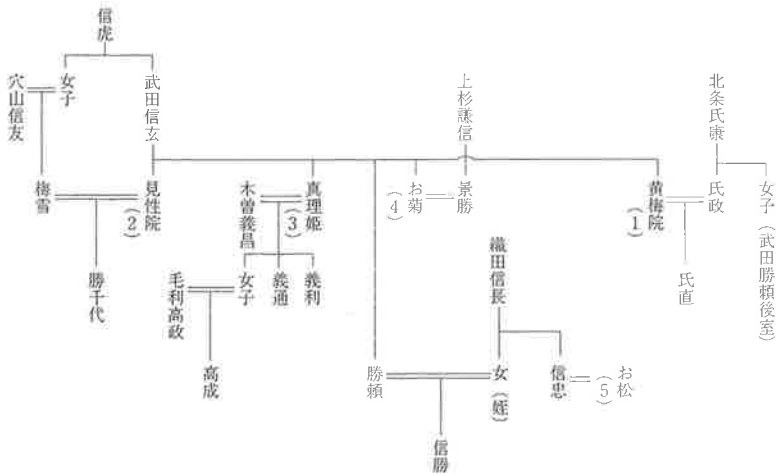 信虎
女子
穴山信友
武田信玄
上杉謙信
北条氏康
梅雪
見性院
(2)
木曽義昌
真理姫
(3)
お菊
(4)
景勝
黄梅院
(1)
氏政
女子(武田勝頼後室)
勝千代
毛利高政
女子
義通
義利
織田信長
氏直
高成
勝頼
女(姪)
信忠
お松
(5)
信勝